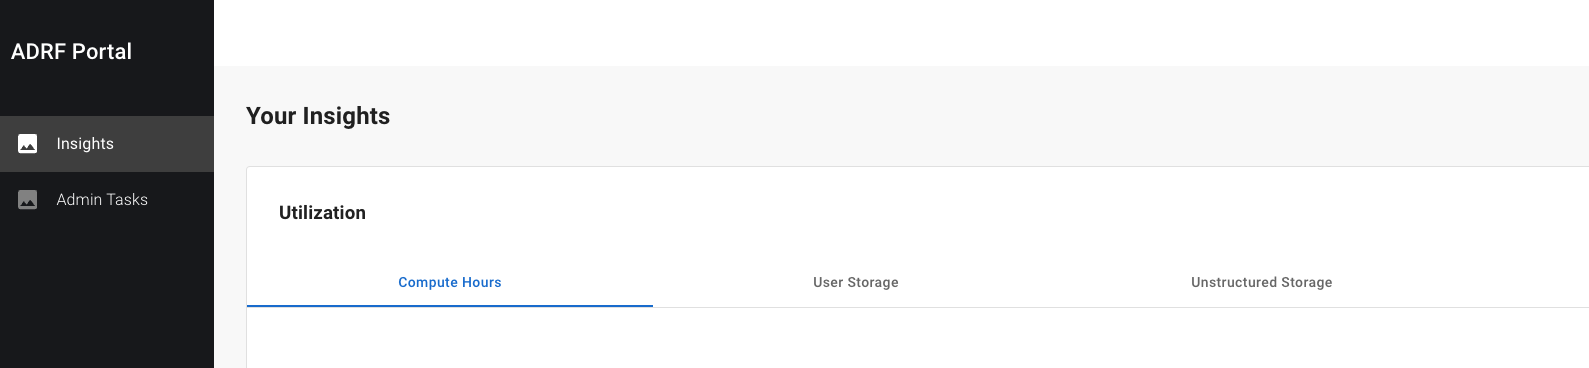 ADRF Portal
Insights
Admin Tasks
Your Insights
Utilization
Compute Hours
User Storage
Unstructured Storage